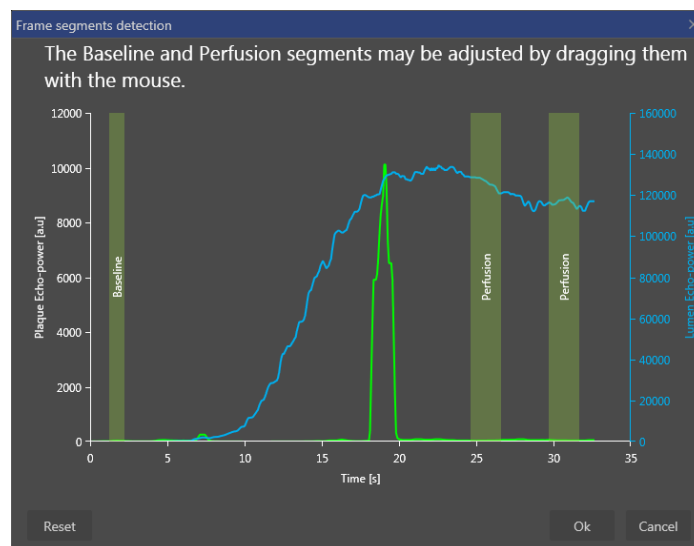 Frame segments detection
The Baseline and Perfusion segments may be adjusted by dragging them
with the mouse.
12000
10000
8000
6000
4000
2000
0
Plaque Echo-power [a.u]
Baseline
Perfusion
Perfusion
160000
140000
120000
100000
80000
60000
40000
20000
0
Lumen Echo-power [a.u]
0 5 10 15 20 25 30 35
Time [s]
Reset Ok Cancel